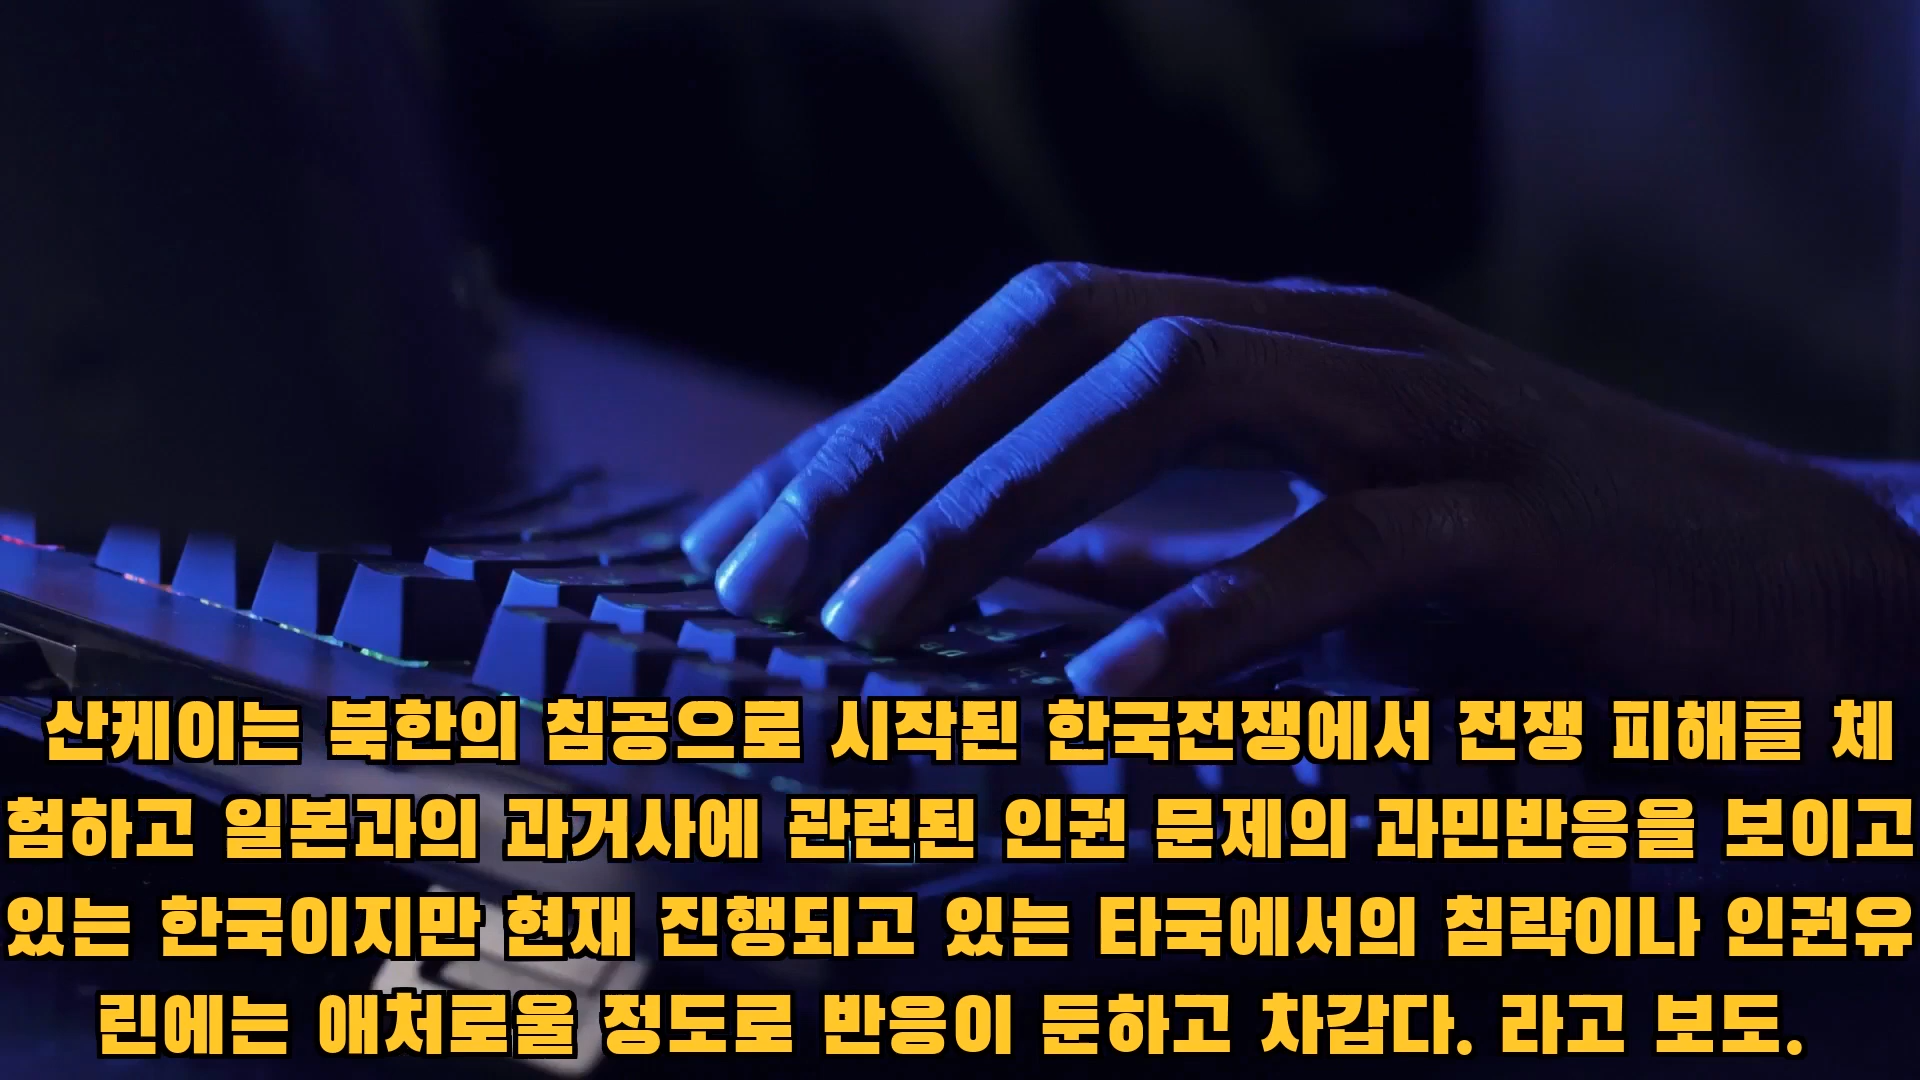 산케이는 북한의 침공으로 시작된 한국전쟁에서 전쟁 피해를 체
험하고 일본과의 과거사에 관련된 인권 문제의 과민반응을 보이고
있는 한국이지만 현재 진행되고 있는 타국에서의 침략이나 인권유
린에는 애처로울 정도로 반응이 둔하고 차갑다. 라고 보도.